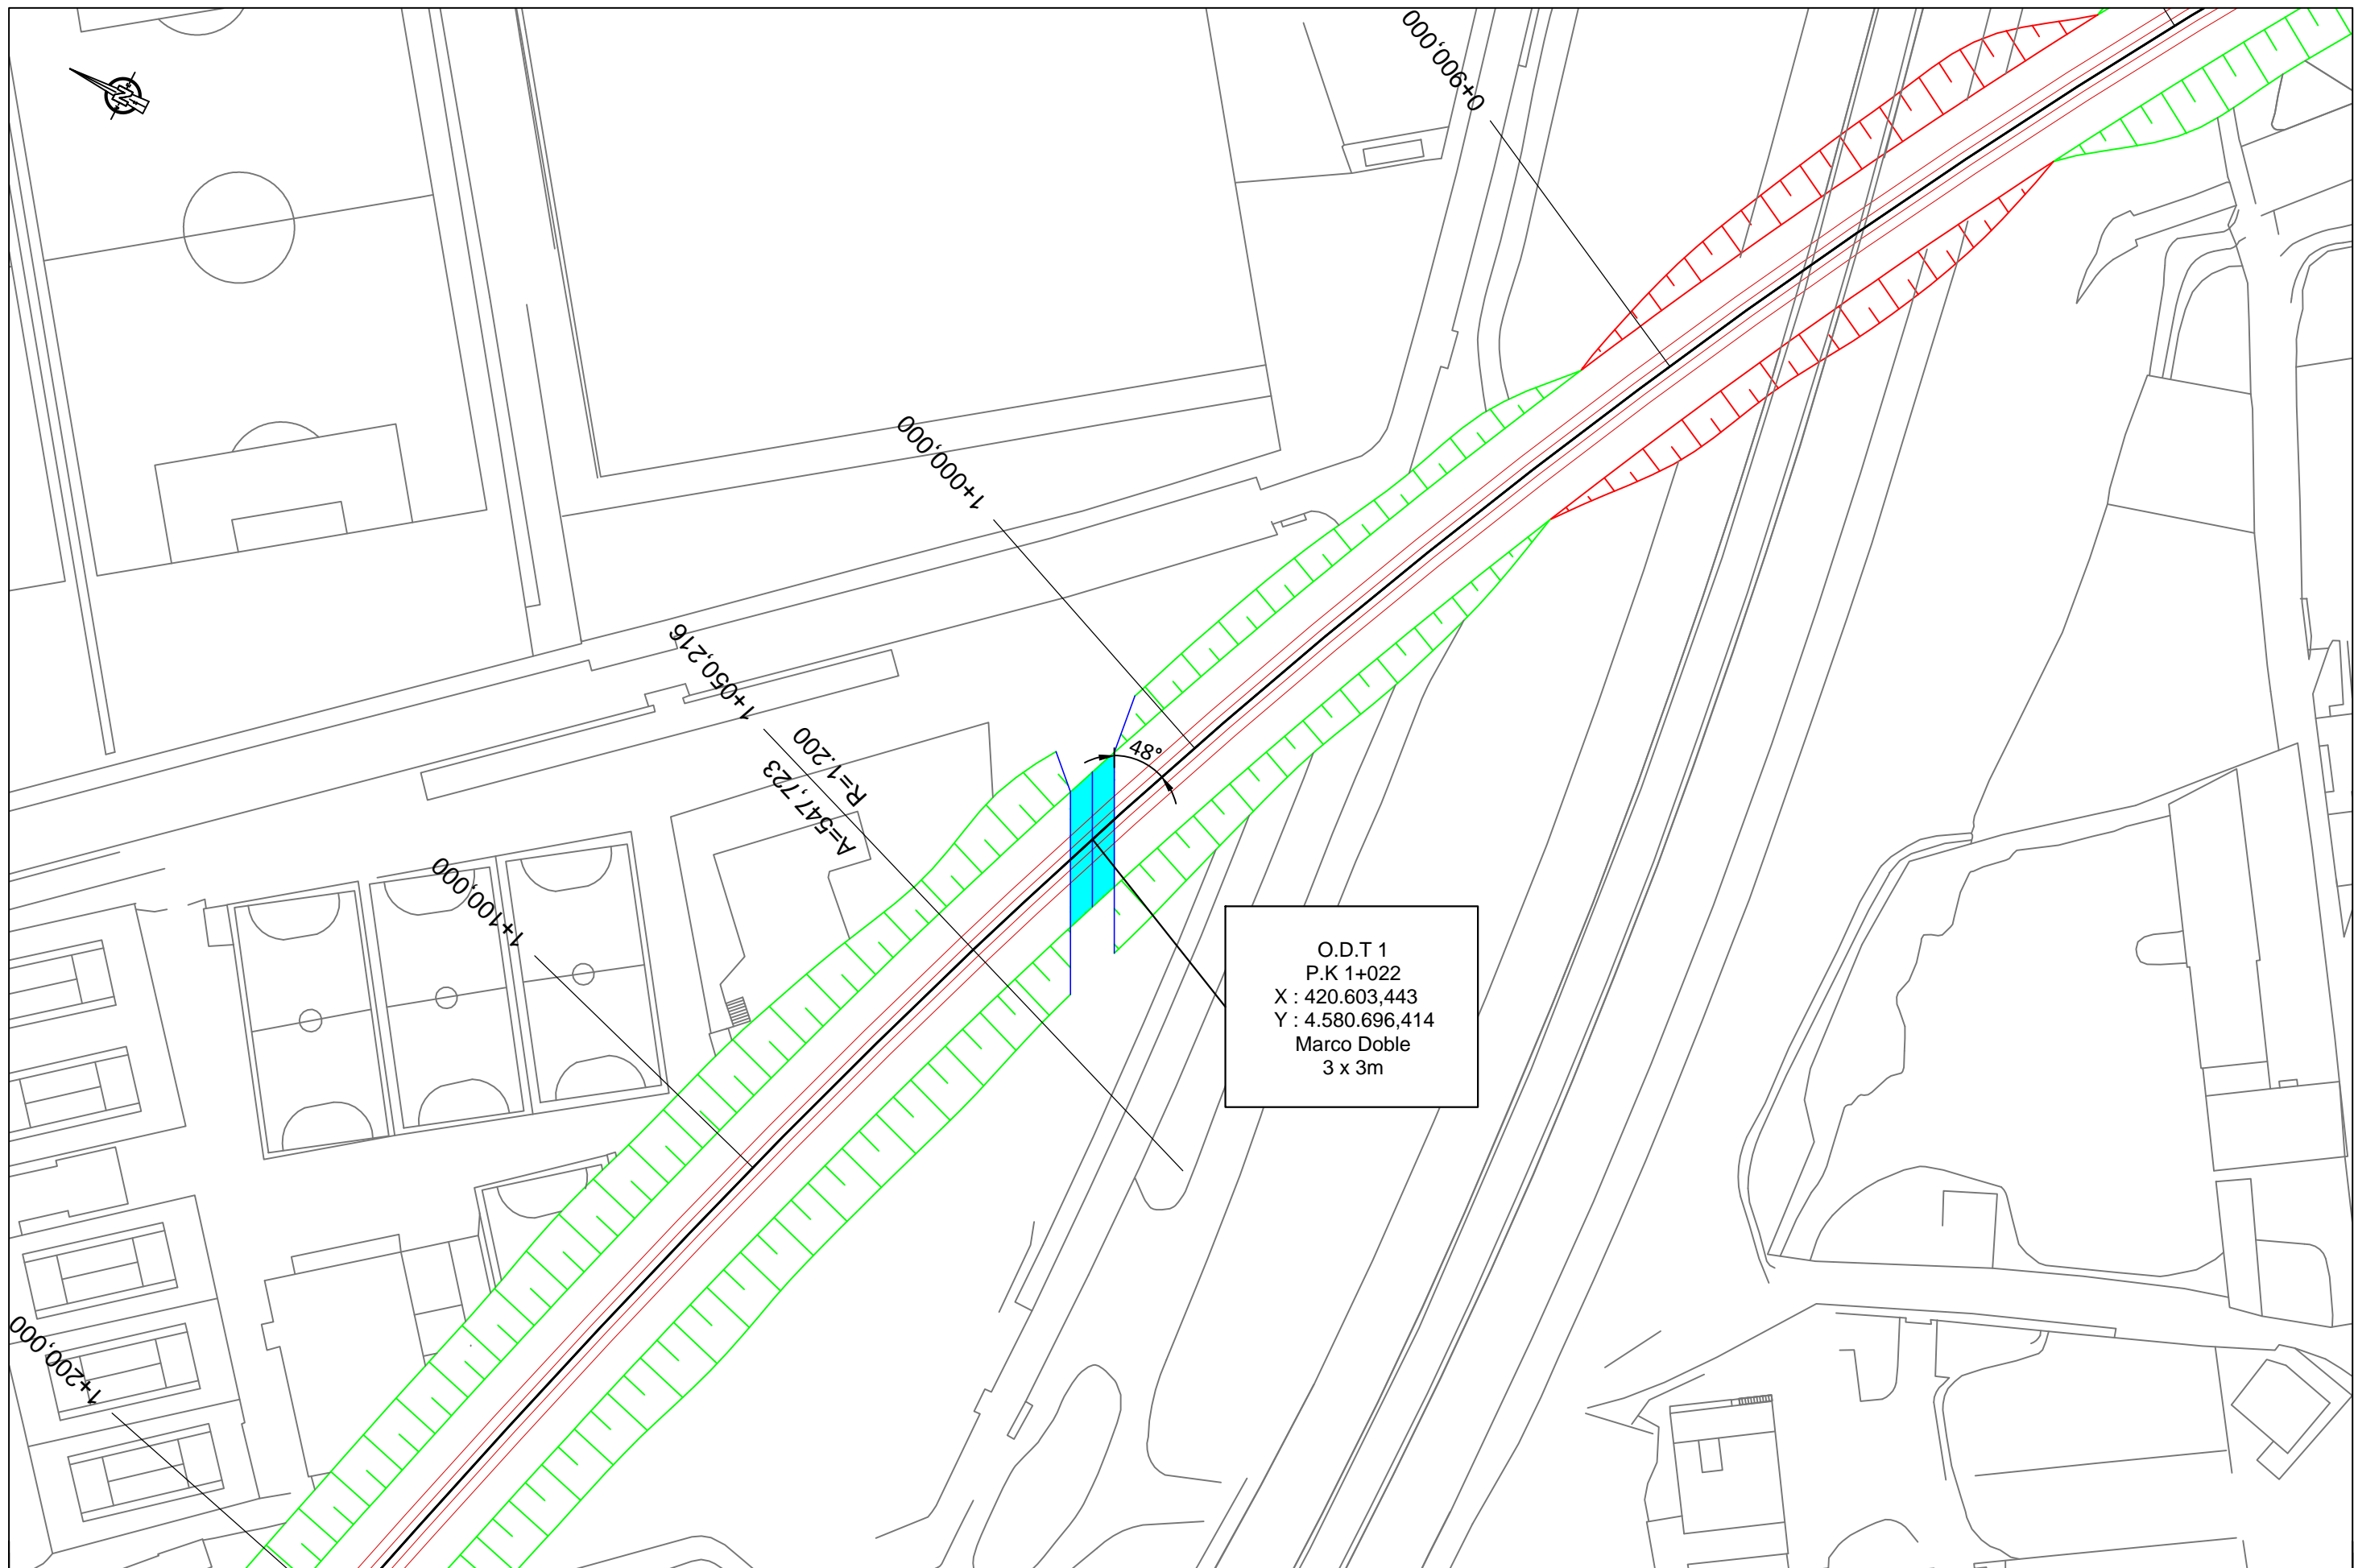 N
0+900,000
1+000,000
1+050,216
R=1.200
A=547,723
48°
1+100,000
O.D.T 1
P.K 1+022
X : 420.603,443
Y : 4.580.696,414
Marco Doble
3 x 3m
1+200,000